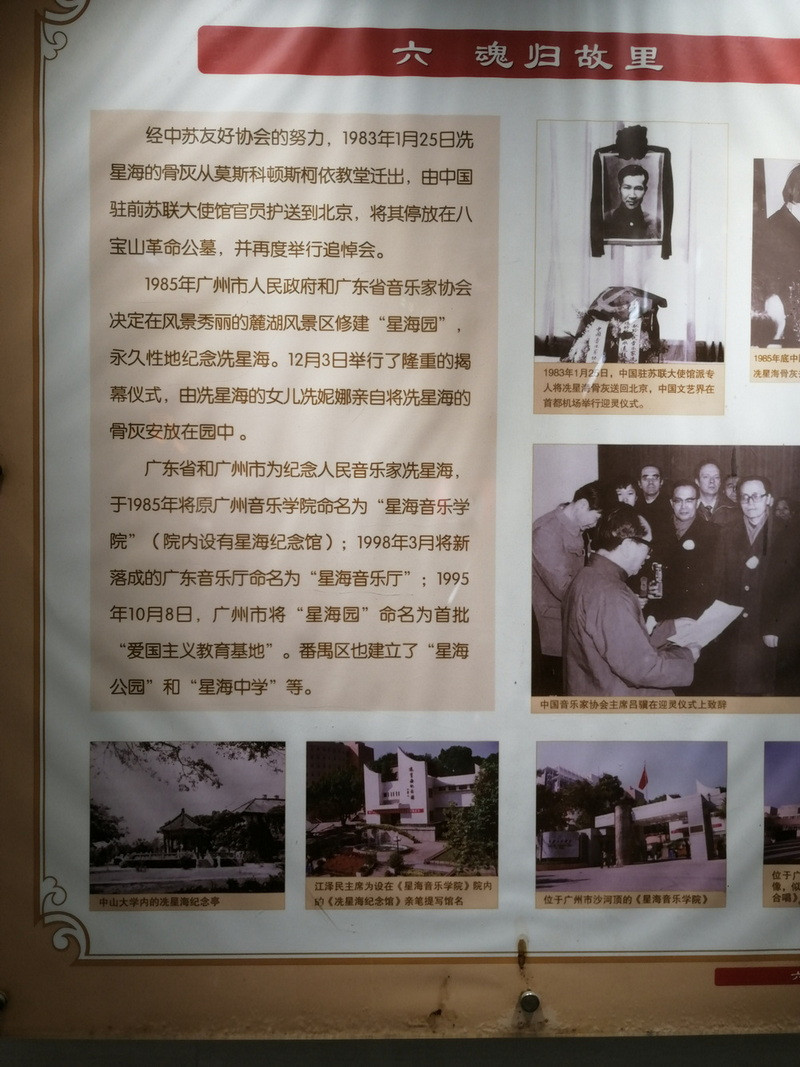 六 魂归故里
经中苏友好协会的努力，1983年1月25日冼
星海的骨灰从莫斯科顿斯柯依教堂迁出，由中国
驻前苏联大使馆官员护送到北京，将其停放在八
宝山革命公墓，并再度举行追悼会。
1985年广州市人民政府和广东省音乐家协会
决定在风景秀丽的麓湖风景区修建“星海园”，
永久性地纪念冼星海。12月3日举行了隆重的揭
幕仪式，由冼星海的女儿冼妮娜亲自将冼星海的
骨灰安放在园中。
广东省和广州市为纪念人民音乐家冼星海，
于1985年将原广州音乐学院命名为“星海音乐学
院”（院内设有星海纪念馆）；1998年3月将新
落成的广东音乐厅命名为“星海音乐厅”；1995
年10月8日，广州市将“星海园”命名为首批
“爱国主义教育基地”。番禺区也建立了“星海
公园”和“星海中学”等。
1983年1月25日，中国驻苏联大使馆派专
人将冼星海骨灰送回北京，中国文艺界在
首都机场举行迎灵仪式。
1985年底中
冼星海骨灰
中国音乐家协会主席吕骥在迎灵仪式上致辞
中山大学内的冼星海纪念亭
江泽民主席为设在《星海音乐学院》院内
的《冼星海纪念馆》亲笔提写馆名
位于广州市沙河顶的《星海音乐学院》
位于广
像，似
合唱》